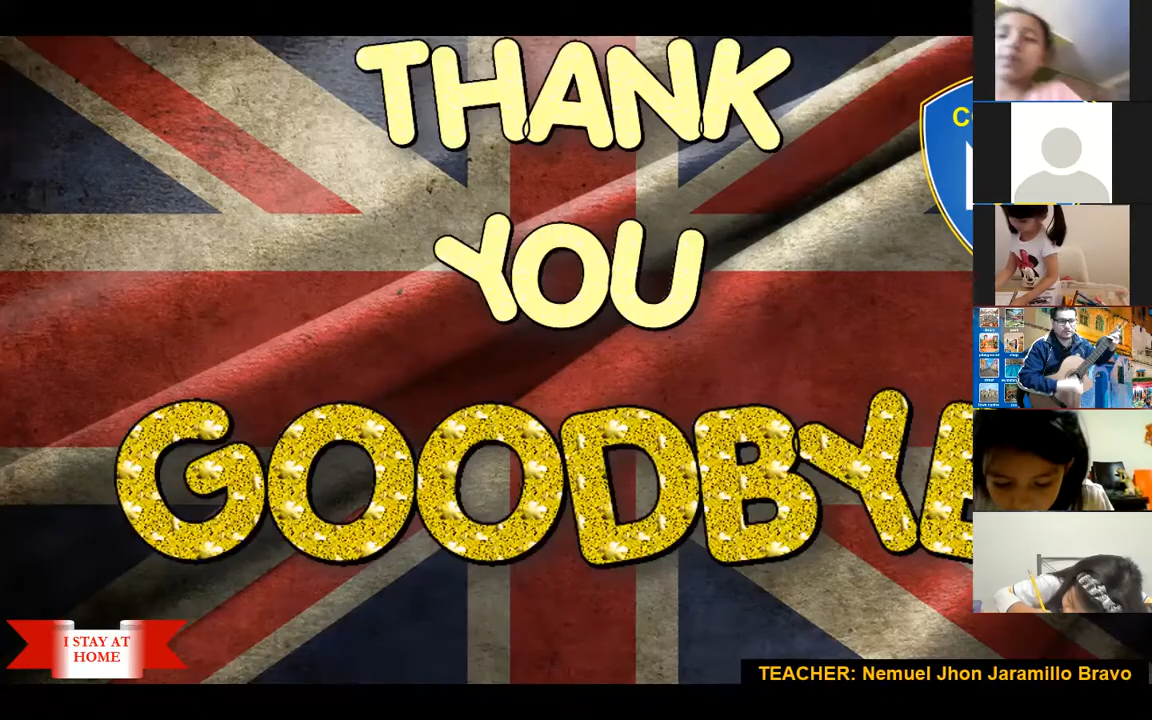 THANK
YOU
GOODBYE
I STAY AT
HOME
TEACHER: Nemuel Jhon Jaramillo Bravo